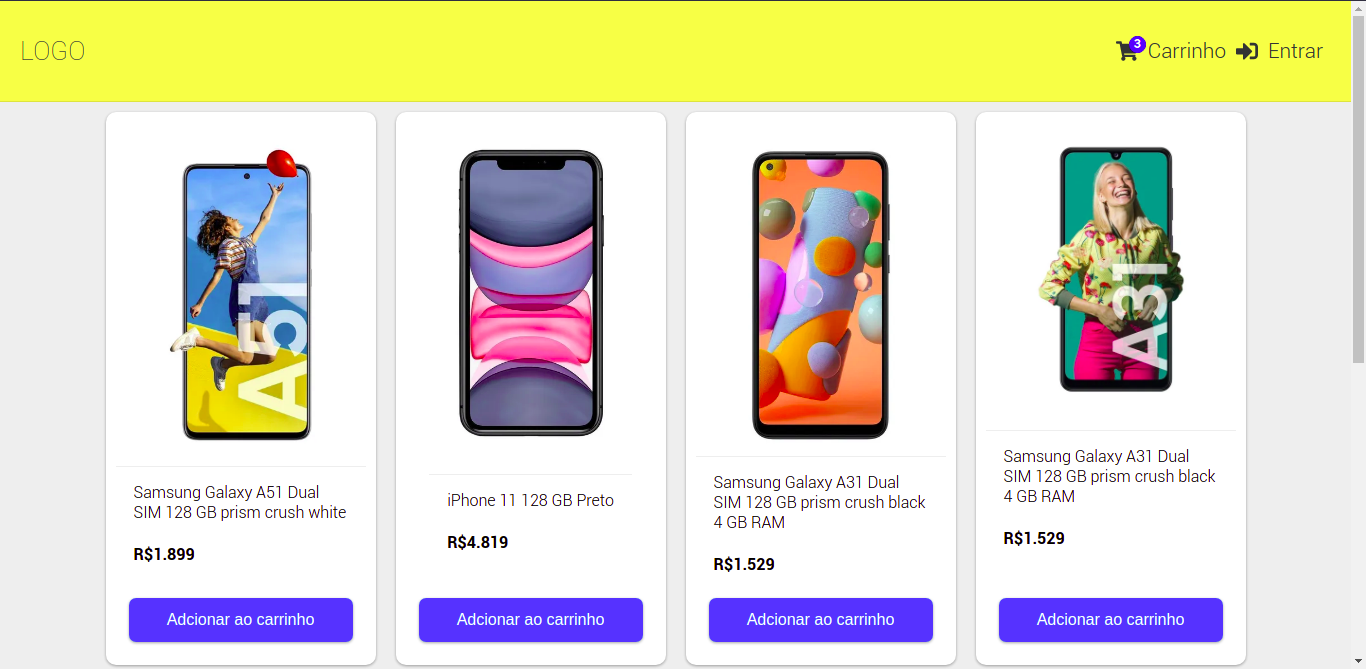 LOGO
3
Carrinho
Entrar
A51
A31
Samsung Galaxy A51 Dual
SIM 128 GB prism crush white
R$1.899
Adcionar ao carrinho
iPhone 11 128 GB Preto
R$4.819
Adcionar ao carrinho
Samsung Galaxy A31 Dual
SIM 128 GB prism crush black
4 GB RAM
R$1.529
Adcionar ao carrinho
Samsung Galaxy A31 Dual
SIM 128 GB prism crush black
4 GB RAM
R$1.529
Adcionar ao carrinho